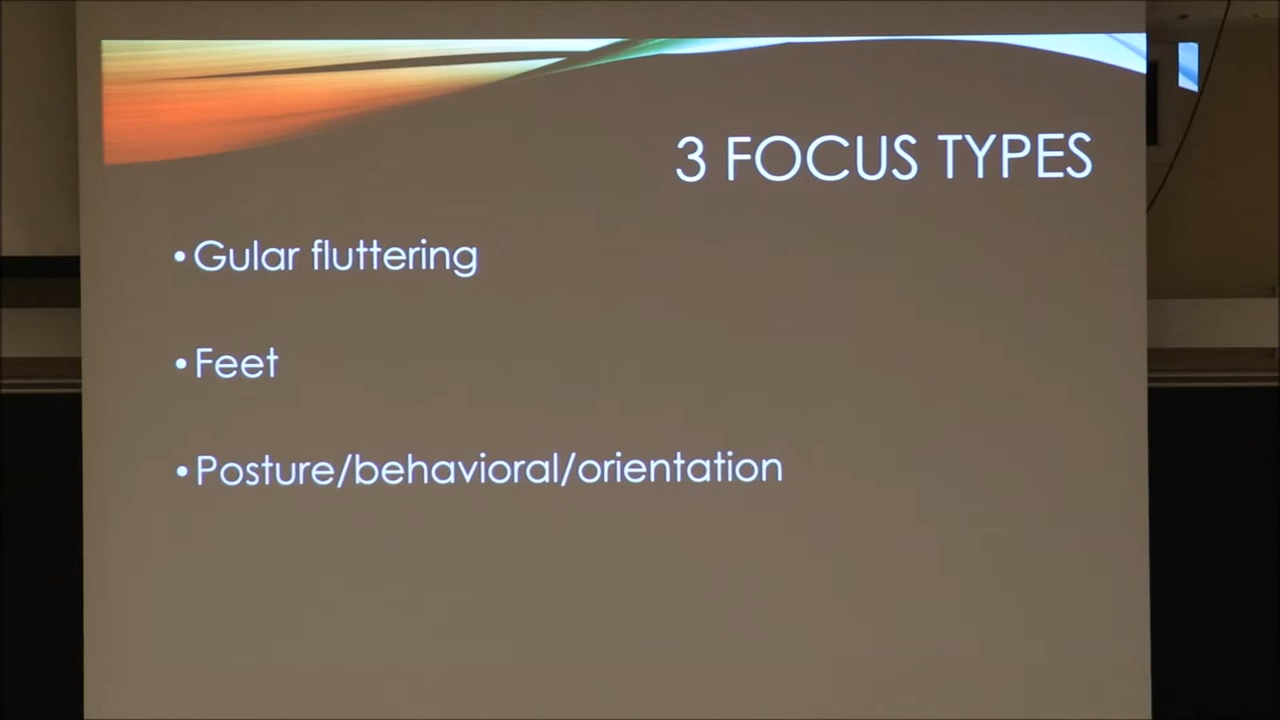 3 FOCUS TYPES
• Gular fluttering
• Feet
• Posture/behavioral/orientation